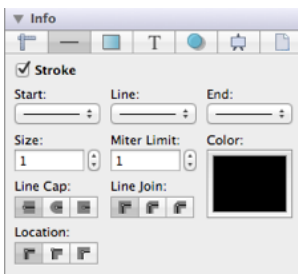 Info
T
Stroke
Start: Line: End:
Size: Miter Limit: Color:
1 1
Line Cap: Line Join:
Location: